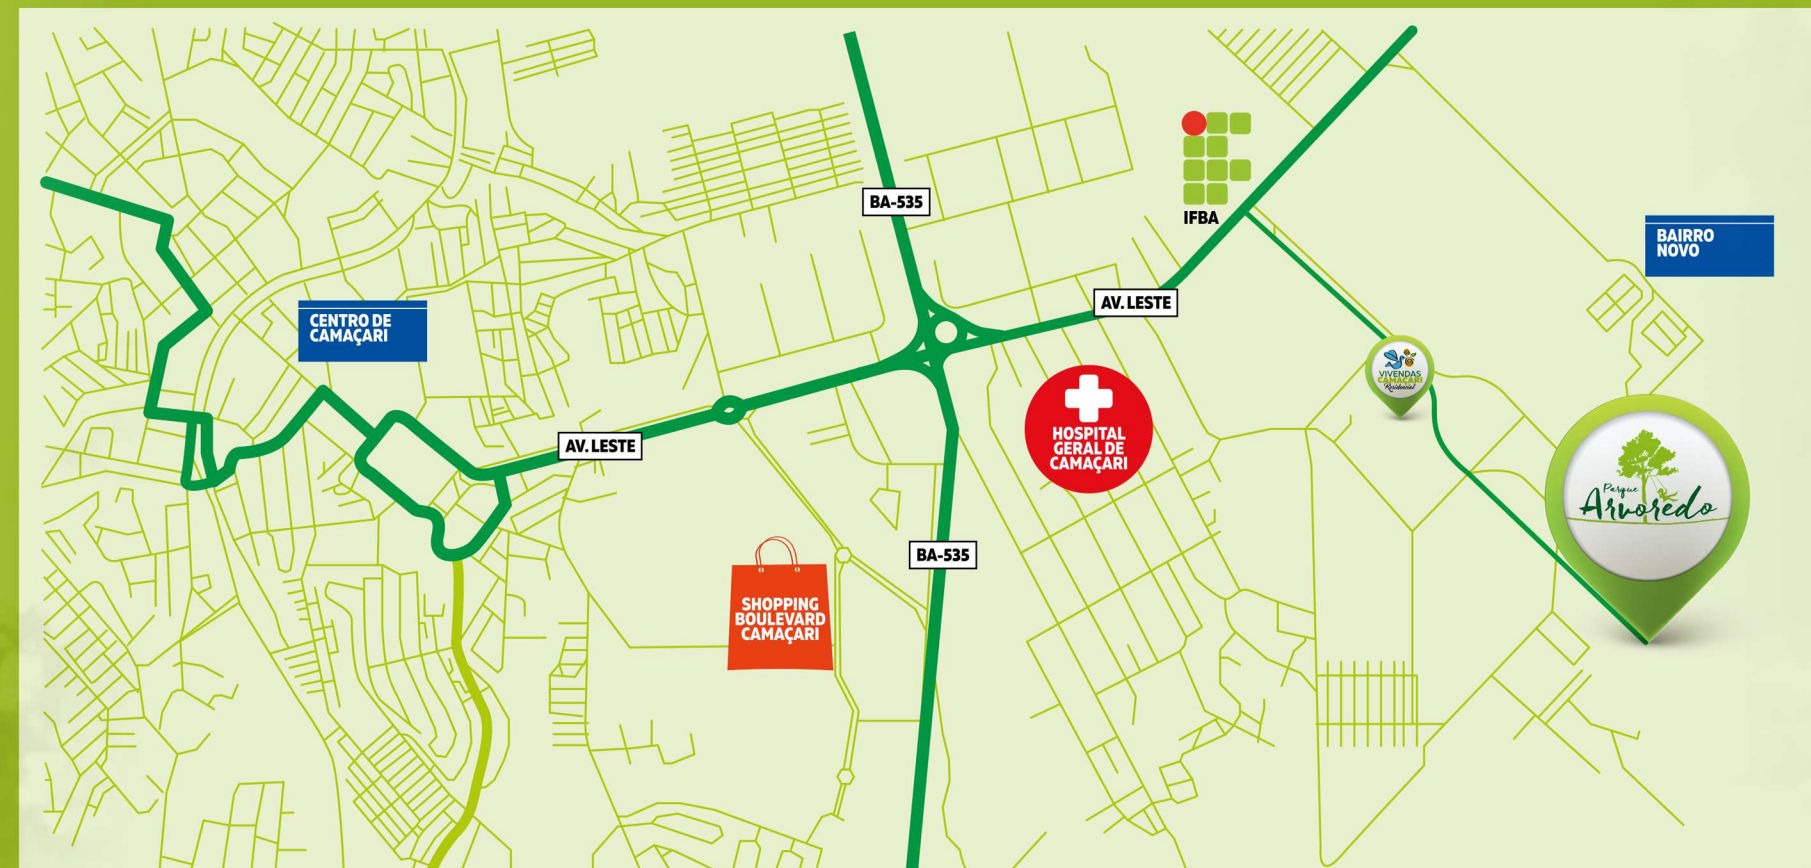 BA-535
IFBA
BAIRRO
NOVO
AV. LESTE
CENTRO DE
CAMAÇARI
VIVENDAS
CAMAÇARI
Residencial
HOSPITAL
GERAL DE
CAMAÇARI
AV. LESTE
Parque
Arvoredo
BA-535
SHOPPING
BOULEVARD
CAMAÇARI